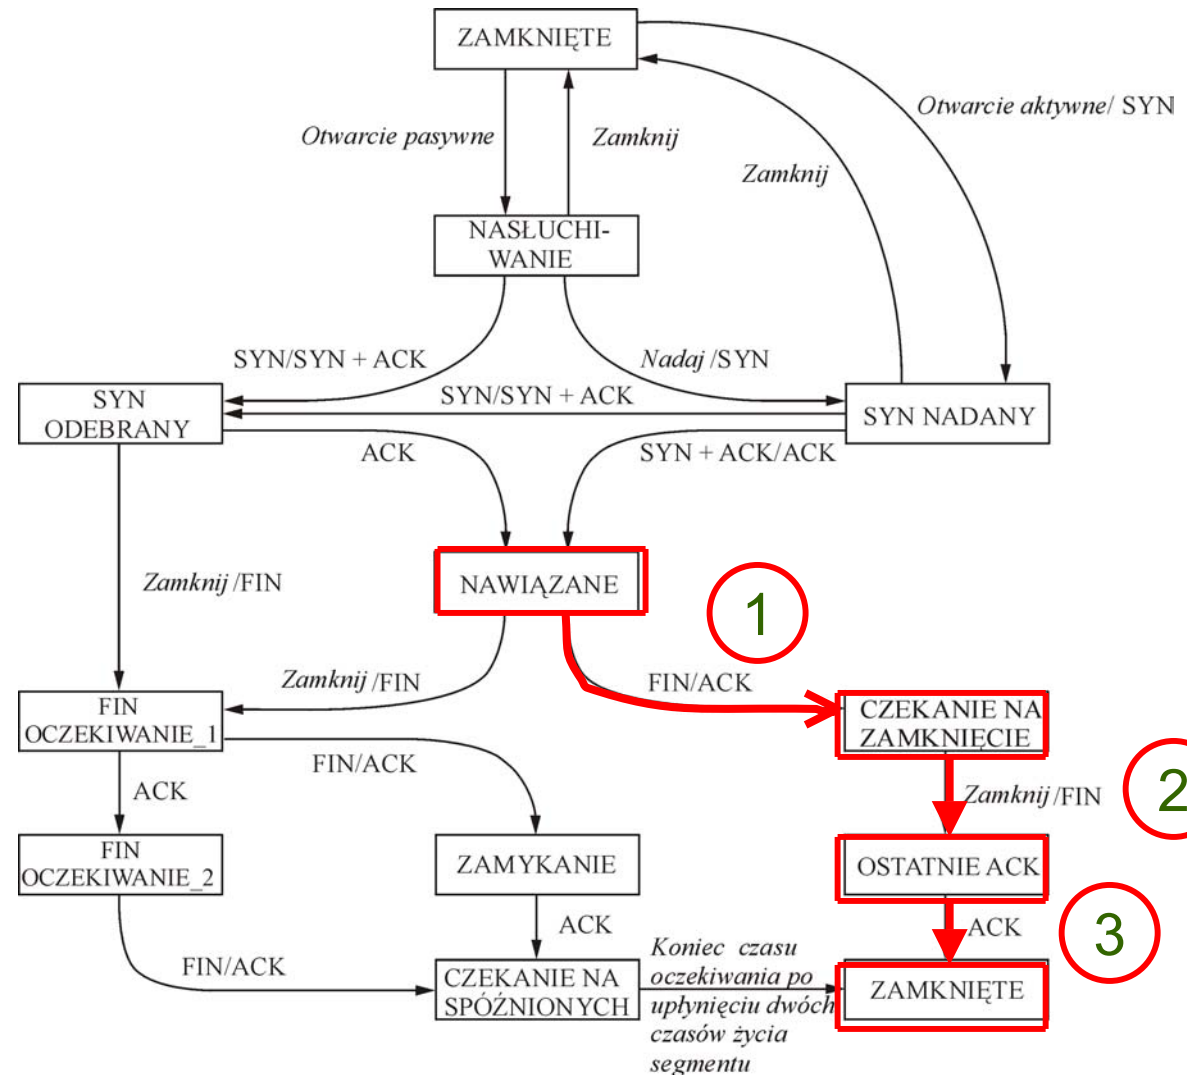 ZAMKNIĘTE
Otwarcie aktywne/ SYN
Otwarcie pasywne
Zamknij
Zamknij
NASŁUCHI-
WANIE
SYN/SYN + ACK
Nadaj /SYN
SYN
ODEBRANY
SYN/SYN + ACK
SYN NADANY
ACK
SYN + ACK/ACK
Zamknij /FIN
NAWIĄZANE
1
Zamknij /FIN
FIN/ACK
FIN
OCZEKIWANIE_1
CZEKANIE NA
ZAMKNIĘCIE
FIN/ACK
ACK
Zamknij /FIN
2
FIN
OCZEKIWANIE_2
ZAMYKANIE
OSTATNIE ACK
ACK
ACK
3
FIN/ACK
CZEKANIE NA
SPÓŹNIONYCH
Koniec czasu
oczekiwania po
upłynięciu dwóch
czasów życia
segmentu
ZAMKNIĘTE